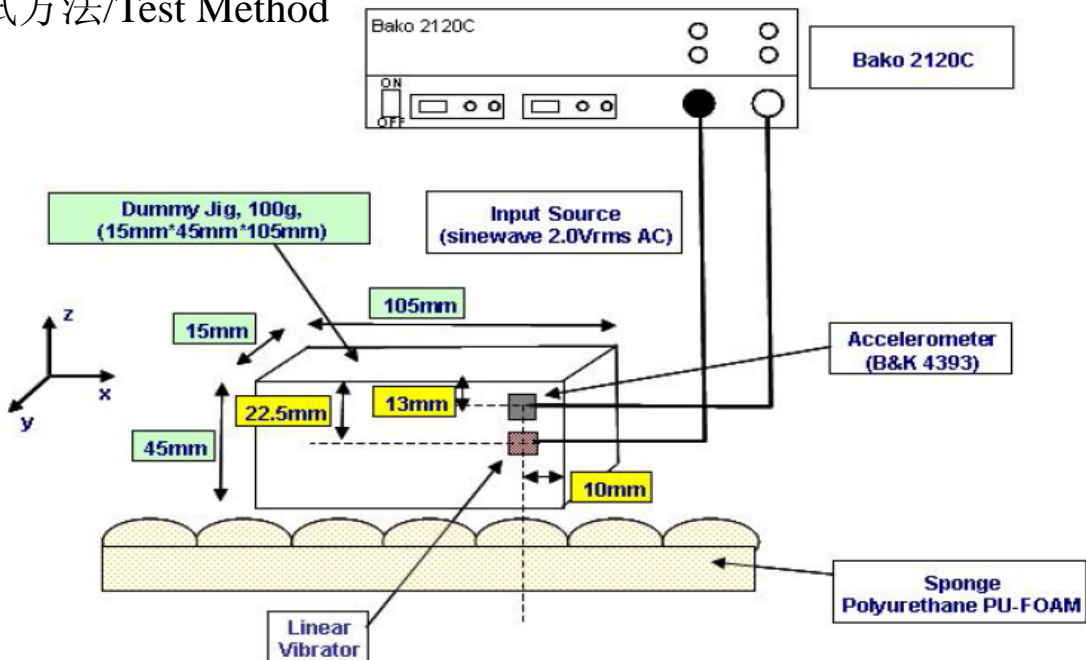 试方法/Test Method
Bako 2120C
ON
OFF
Bako 2120C
Dummy Jig, 100g,
(15mm*45mm*105mm)
Input Source
(sinewave 2.0Vrms AC)
105mm
15mm
z
x
y
Accelerometer
(B&K 4393)
22.5mm
13mm
45mm
10mm
Sponge
Polyurethane PU-FOAM
Linear
Vibrator